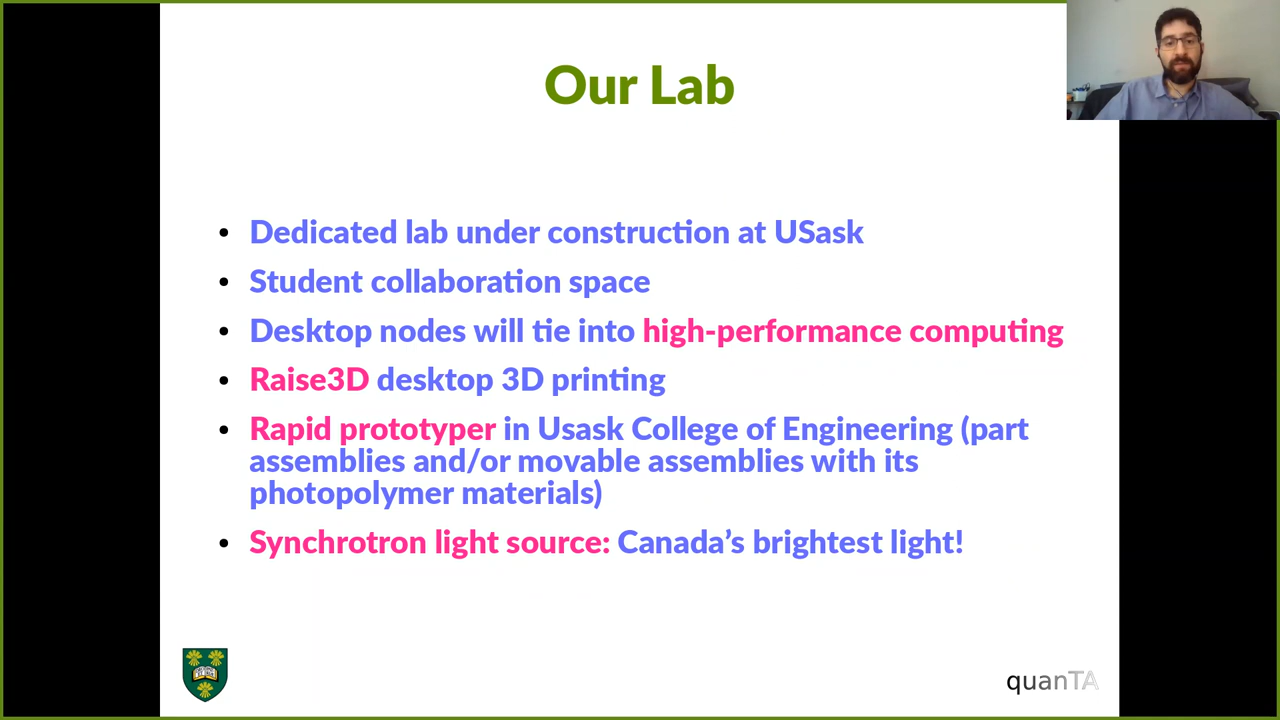 Our Lab
• Dedicated lab under construction at USask
• Student collaboration space
• Desktop nodes will tie into high-performance computing
• Raise3D desktop 3D printing
• Rapid prototyper in Usask College of Engineering (part
assemblies and/or movable assemblies with its
photopolymer materials)
• Synchrotron light source: Canada’s brightest light!
quanTA